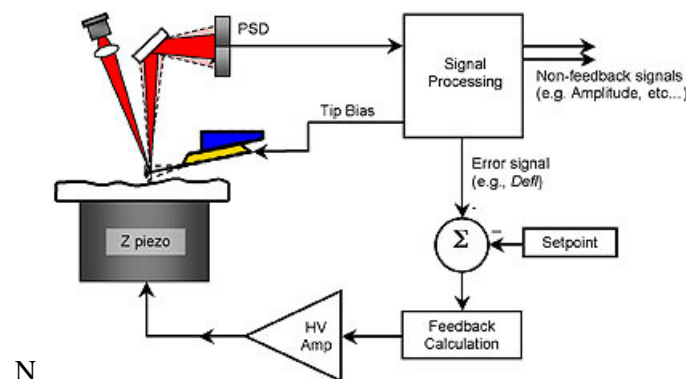 PSD
Signal
Processing
Non-feedback signals
(e.g. Amplitude, etc...)
Tip Bias
Error signal
(e.g., Defl)
-
Σ
–
Setpoint
Z piezo
HV
Amp
Feedback
Calculation
N